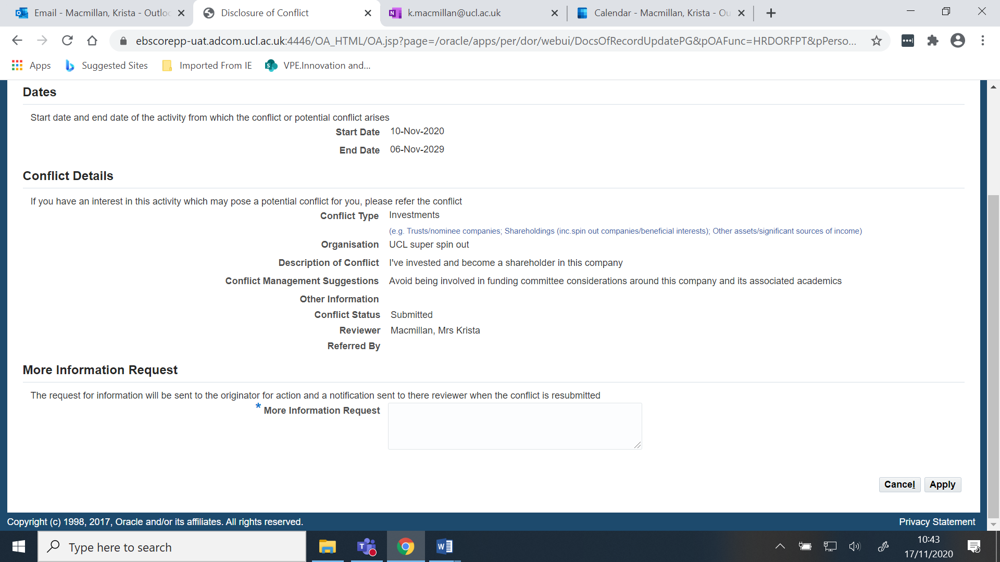 Email - Macmillan, Krista - Outloo
Disclosure of Conflict
k.macmillan@ucl.ac.uk
Calendar - Macmillan, Krista - Ou
ebscorepp-uat.adcom.ucl.ac.uk:4446/OA_HTML/OA.jsp?page=/oracle/apps/per/dor/webui/DocsOfRecordUpdatePG&pOAFunc=HRDORFPT&pPerso...
Apps
Suggested Sites
Imported From IE
VPE.Innovation and...
Dates
Start date and end date of the activity from which the conflict or potential conflict arises
Start Date 10-Nov-2020
End Date 06-Nov-2029
Conflict Details
If you have an interest in this activity which may pose a potential conflict for you, please refer the conflict
Conflict Type Investments
(e.g. Trusts/nominee companies; Shareholdings (inc.spin out companies/beneficial interests); Other assets/significant sources of income)
Organisation UCL super spin out
Description of Conflict I've invested and become a shareholder in this company
Conflict Management Suggestions Avoid being involved in funding committee considerations around this company and its associated academics
Other Information
Conflict Status Submitted
Reviewer Macmillan, Mrs Krista
Referred By
More Information Request
The request for information will be sent to the originator for action and a notification sent to there reviewer when the conflict is resubmitted
* More Information Request
Cancel Apply
Copyright (c) 1998, 2017, Oracle and/or its affiliates. All rights reserved. Privacy Statement
Type here to search
10:43
17/11/2020